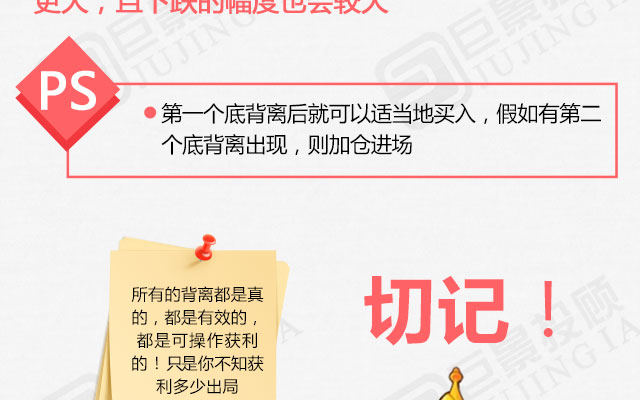 更大，且下跌的幅度也会较大
PS
第一个底背离后就可以适当地买入，假如有第二
个底背离出现，则加仓进场
所有的背离都是真
的，都是有效的，
都是可操作获利
的！只是你不知获
利多少出局
切记！
巨景投顾
JUJING IA